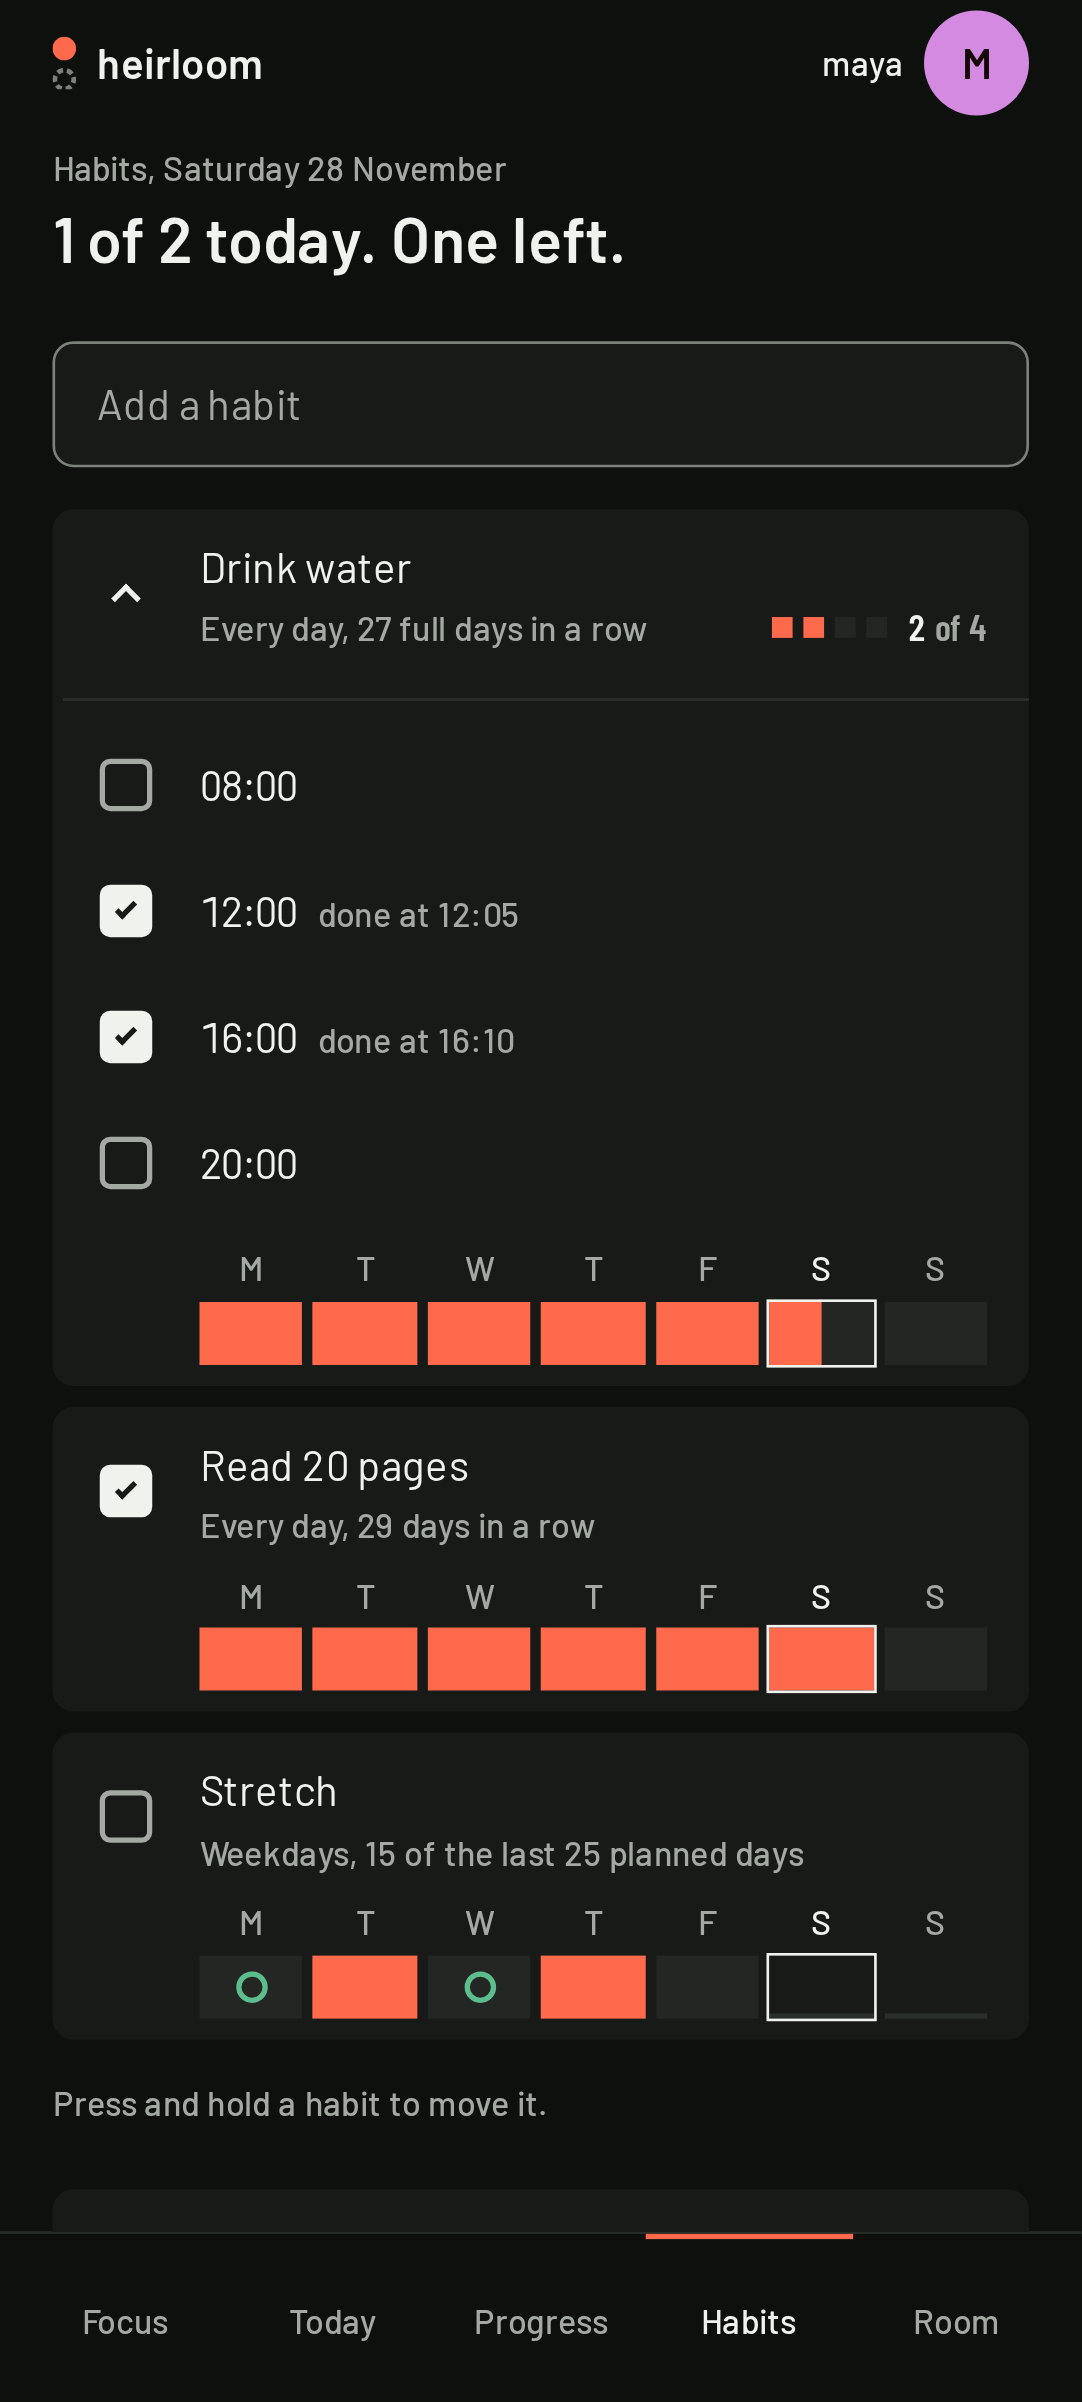 heirloom
maya M
Habits, Saturday 28 November
1 of 2 today. One left.
Add a habit
Drink water
Every day, 27 full days in a row 2 of 4
08:00
12:00 done at 12:05
16:00 done at 16:10
20:00
M T W T F S S
Read 20 pages
Every day, 29 days in a row
M T W T F S S
Stretch
Weekdays, 15 of the last 25 planned days
M T W T F S S
Press and hold a habit to move it.
Focus Today Progress Habits Room